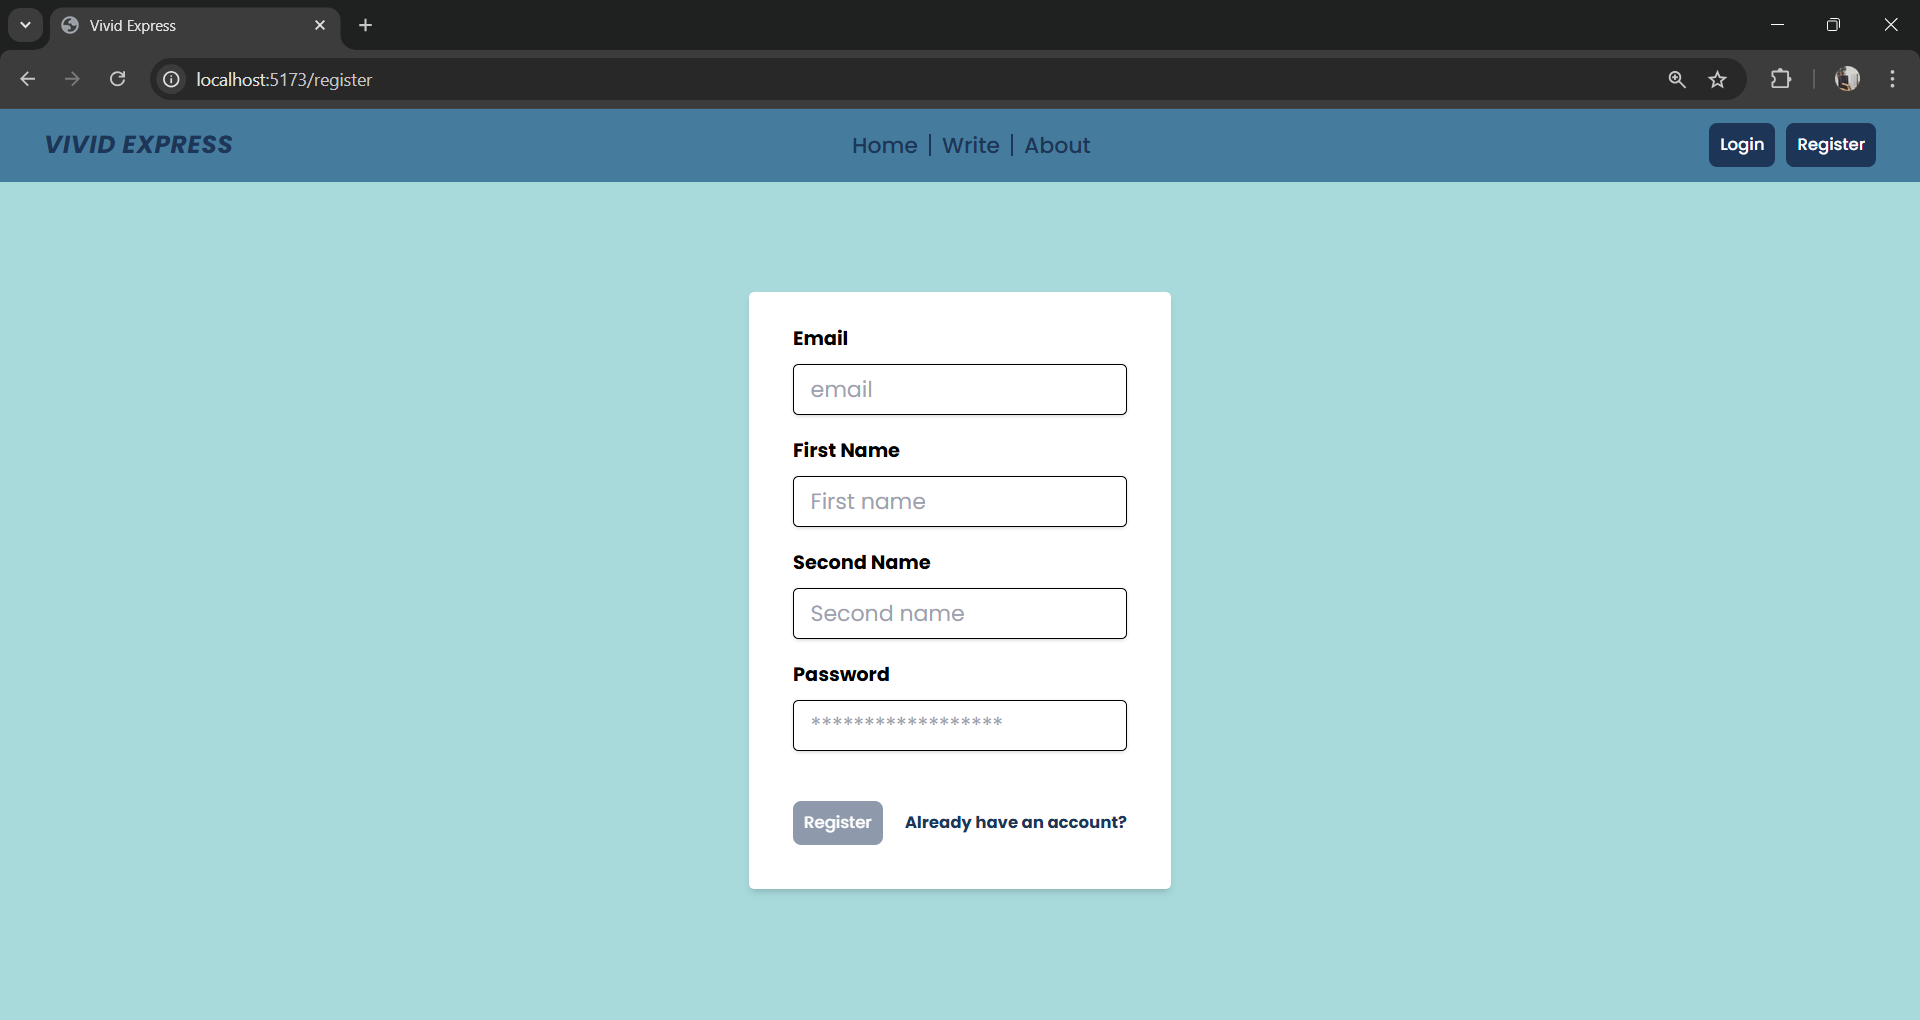 Vivid Express
localhost:5173/register
VIVID EXPRESS
Home | Write | About
Login Register
Email
email
First Name
First name
Second Name
Second name
Password
******************
Register Already have an account?